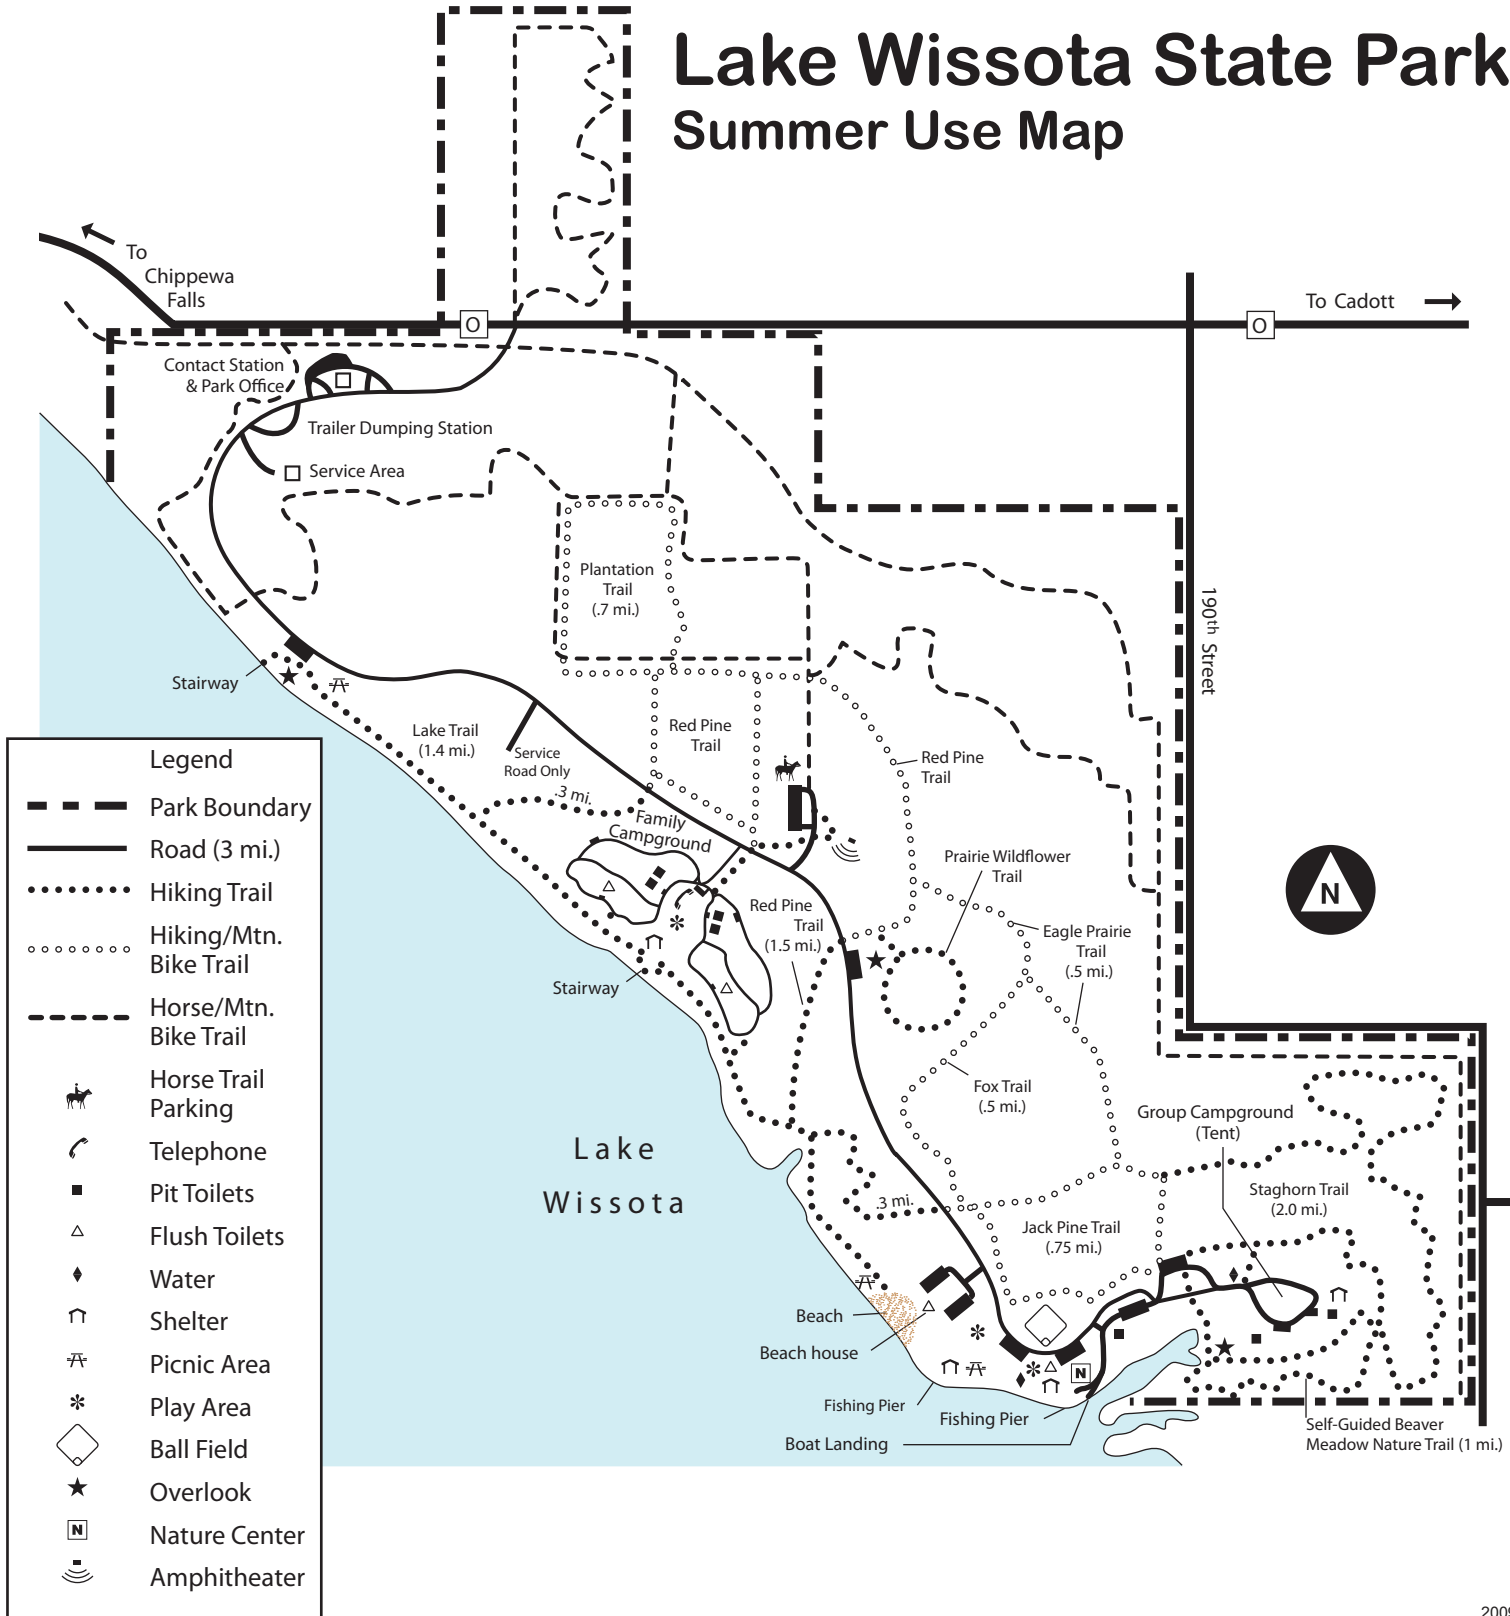 Lake Wissota State Park
Summer Use Map
To
Chippewa
Falls
O
O
To Cadott
Contact Station
& Park Office
Trailer Dumping Station
Service Area
Plantation
Trail
(.7 mi.)
190th Street
Stairway
Lake Trail
(1.4 mi.)
Service
Road Only
Red Pine
Trail
Red Pine
Trail
.3 mi.
Family
Campground
Prairie Wildflower
Trail
N
Red Pine
Trail
(1.5 mi.)
Eagle Prairie
Trail
(.5 mi.)
Stairway
Fox Trail
(.5 mi.)
Group Campground
(Tent)
Lake
Wissota
.3 mi.
Staghorn Trail
(2.0 mi.)
Jack Pine Trail
(.75 mi.)
Beach
Beach house
N
Fishing Pier
Fishing Pier
Boat Landing
Self-Guided Beaver
Meadow Nature Trail (1 mi.)
Legend
Park Boundary
Road (3 mi.)
Hiking Trail
Hiking/Mtn.
Bike Trail
Horse/Mtn.
Bike Trail
Horse Trail
Parking
Telephone
Pit Toilets
Flush Toilets
Water
Shelter
Picnic Area
Play Area
Ball Field
Overlook
N
Nature Center
Amphitheater
2009